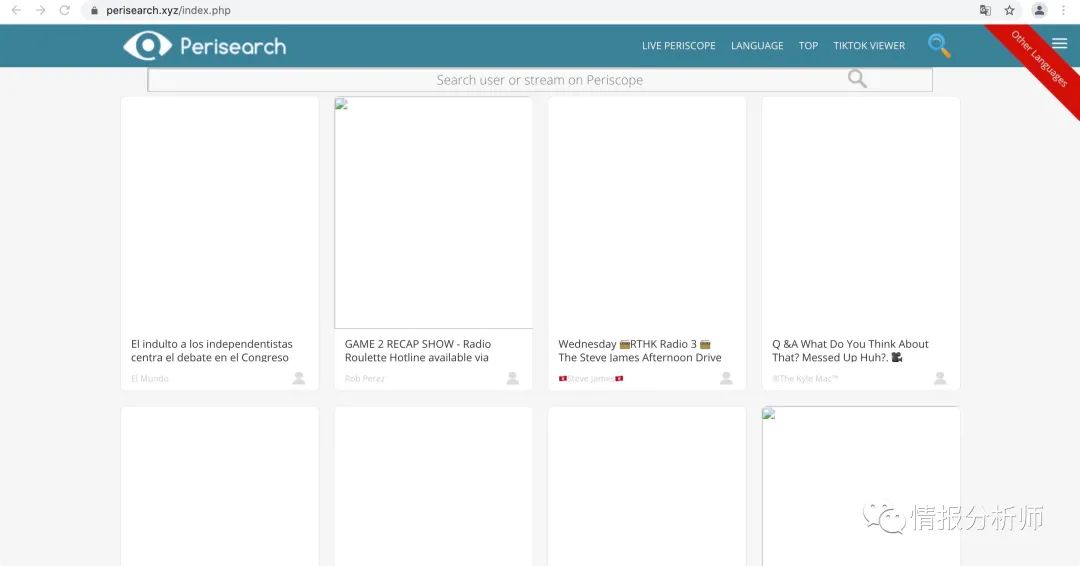 perisearch.xyz/index.php
Perisearch
LIVE PERISCOPE LANGUAGE TOP TIKTOK VIEWER
Other Languages
Search user or stream on Periscope
El indulto a los independentistas
centra el debate en el Congreso
El Mundo
GAME 2 RECAP SHOW - Radio
Roulette Hotline available via
Rob Perez
Wednesday 📻RTHK Radio 3 📻
The Steve James Afternoon Drive
🇭🇰Steve James🇭🇰
Q &A What Do You Think About
That? Messed Up Huh?. 🎥
The Kyle Mac™
情报分析师